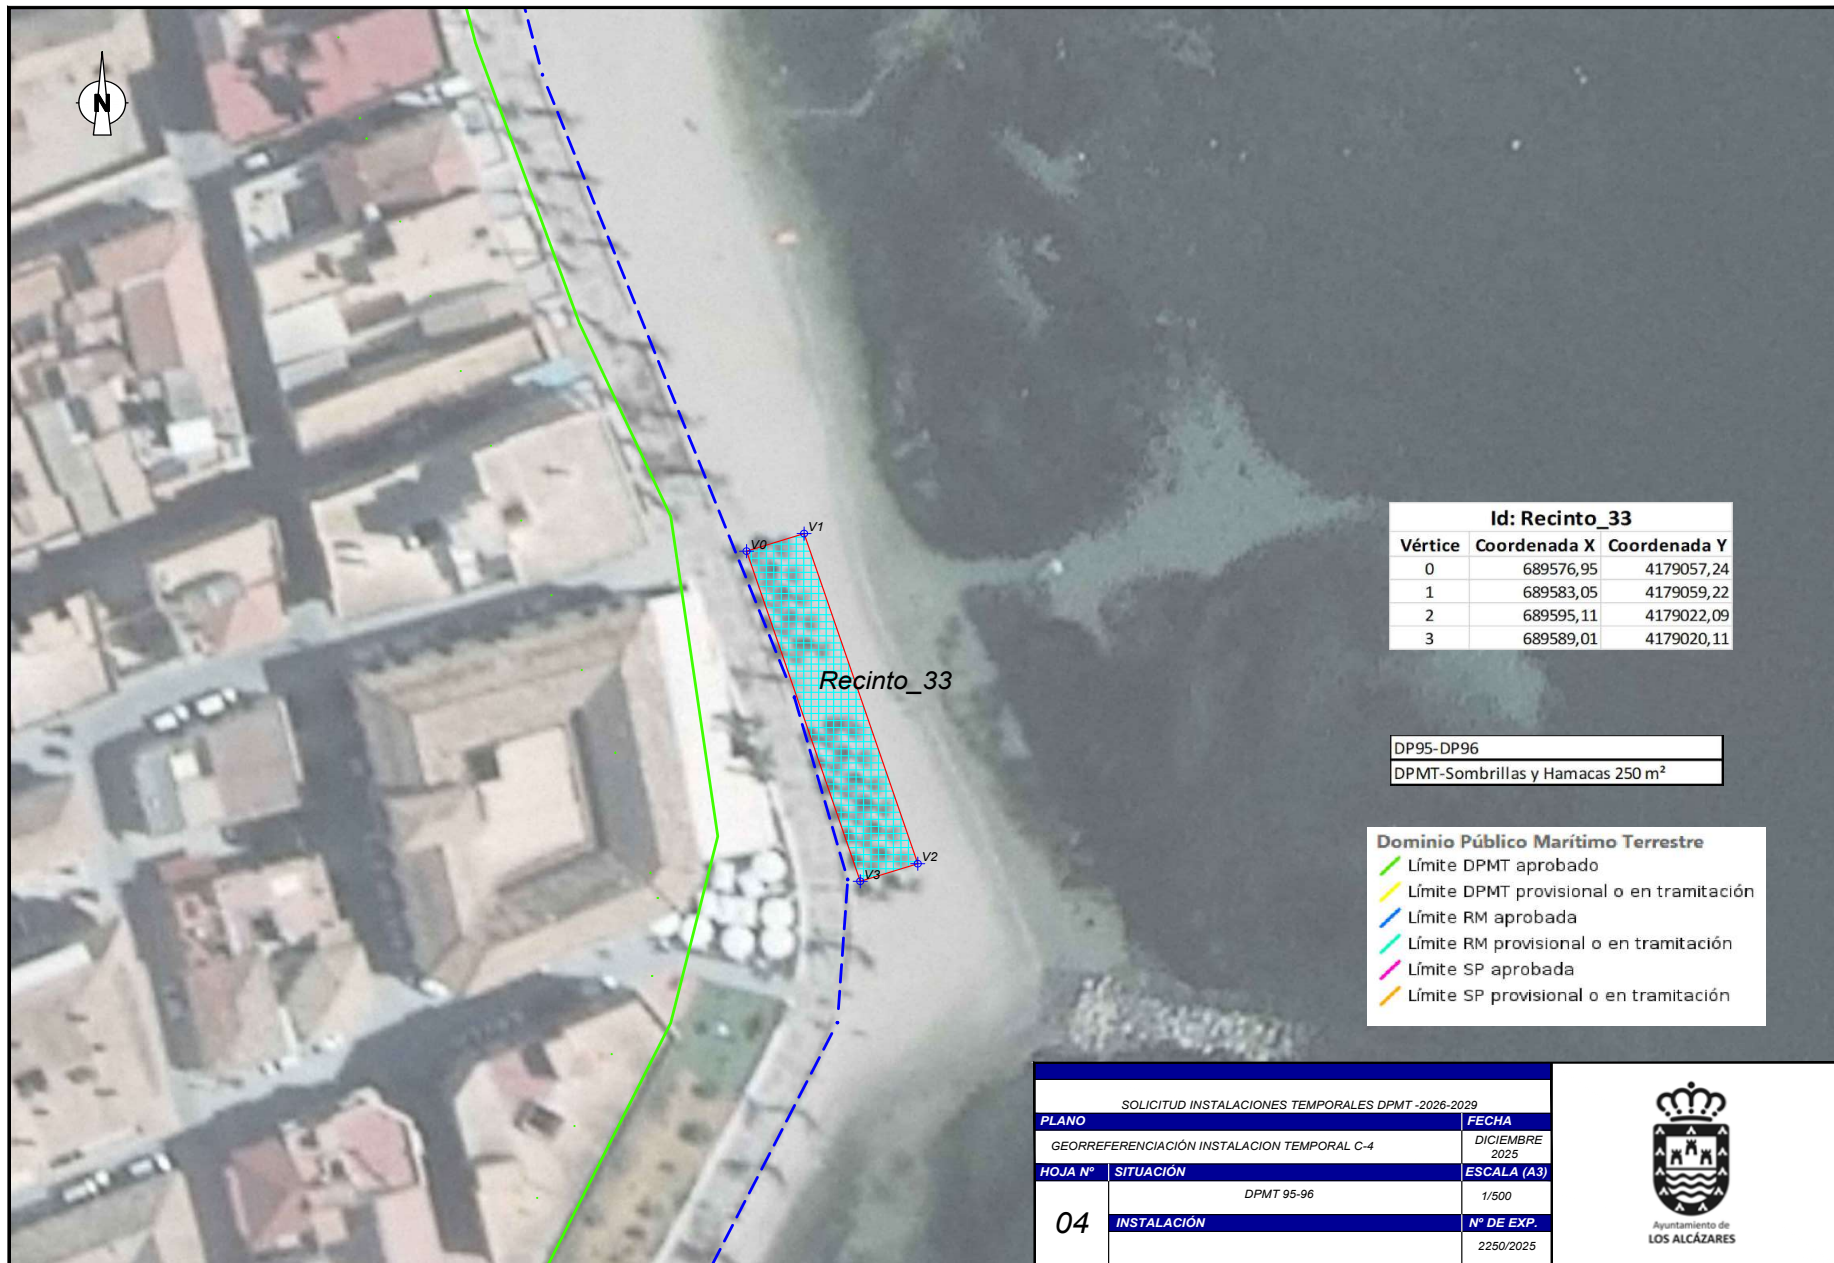 N
V1
V0
Recinto_33
V2
V3
Id: Recinto_33
Vértice Coordenada X Coordenada Y
0 689576,95 4179057,24
1 689583,05 4179059,22
2 689595,11 4179022,09
3 689589,01 4179020,11
DP95-DP96
DPMT-Sombrillas y Hamacas 250 m²
Dominio Público Marítimo Terrestre
Límite DPMT aprobado
Límite DPMT provisional o en tramitación
Límite RM aprobada
Límite RM provisional o en tramitación
Límite SP aprobada
Límite SP provisional o en tramitación
SOLICITUD INSTALACIONES TEMPORALES DPMT -2026-2029
PLANO FECHA
GEORREFERENCIACIÓN INSTALACION TEMPORAL C-4 DICIEMBRE
2025
HOJA Nº SITUACIÓN ESCALA (A3)
DPMT 95-96 1/500
04 INSTALACIÓN Nº DE EXP.
2250/2025
Ayuntamiento de
LOS ALCÁZARES